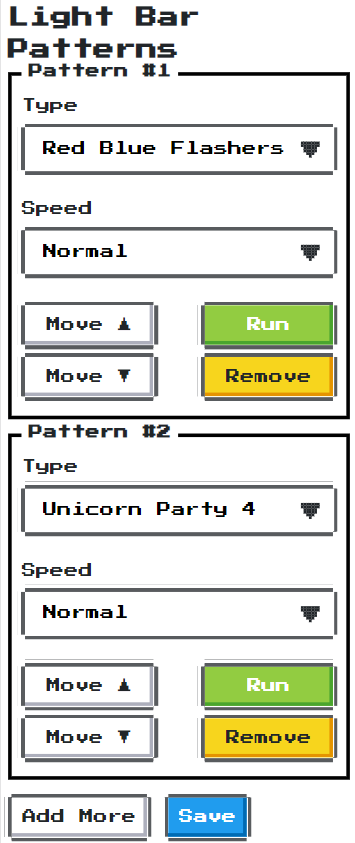 Light Bar
Patterns
Pattern #1
Type
Red Blue Flashers ▼
Speed
Normal ▼
Move ▲ Run
Move ▼ Remove
Pattern #2
Type
Unicorn Party 4 ▼
Speed
Normal ▼
Move ▲ Run
Move ▼ Remove
Add More Save